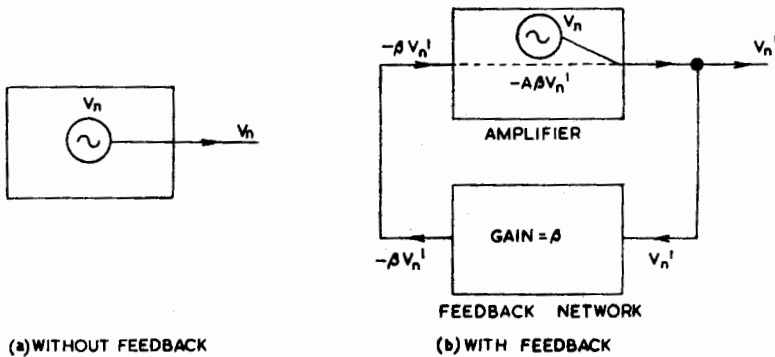 Vn
Vn
(a) WITHOUT FEEDBACK
-βVn'
Vn
-AβVn'
Vn'
AMPLIFIER
GAIN = β
-βVn'
Vn'
FEEDBACK NETWORK
(b) WITH FEEDBACK